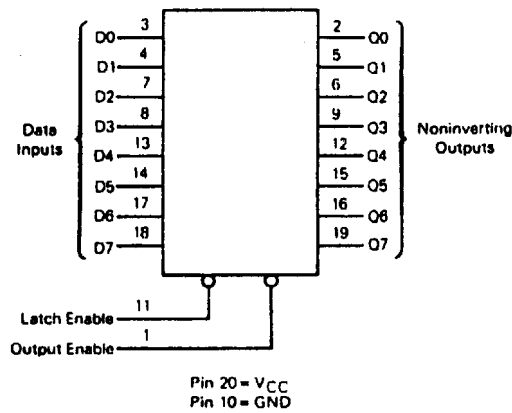 D0 3 2 Q0
D1 4 5 Q1
D2 7 6 Q2
D3 8 9 Q3
D4 13 12 Q4
D5 14 15 Q5
D6 17 16 Q6
D7 18 19 Q7
Data
Inputs
Noninverting
Outputs
Latch Enable 11
Output Enable 1
Pin 20 = VCC
Pin 10 = GND